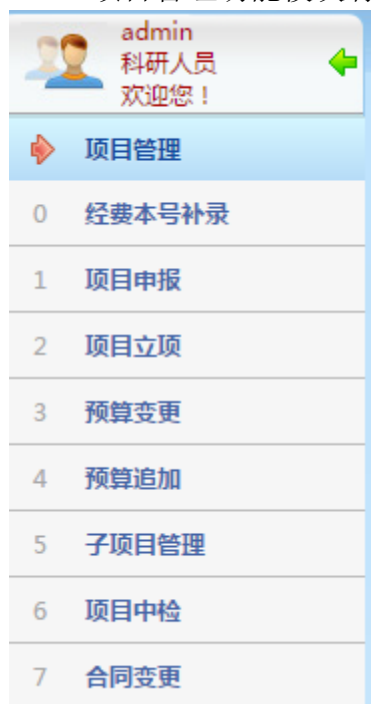 admin
科研人员
欢迎您！
项目管理
0 经费本号补录
1 项目申报
2 项目立项
3 预算变更
4 预算追加
5 子项目管理
6 项目中检
7 合同变更